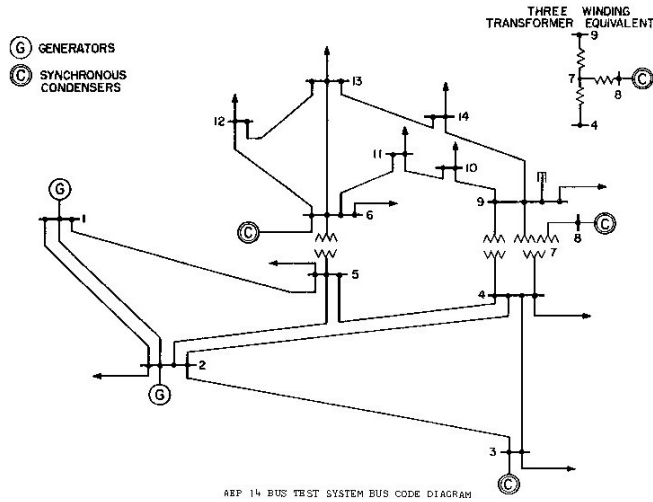 THREE WINDING
TRANSFORMER EQUIVALENT
9
7
C
8
4
G GENERATORS
C SYNCHRONOUS
CONDENSERS
13
14
12
11
10
G
1
C
6
9
C
8
7
5
4
2
G
3
C
AEP 14 BUS TEST SYSTEM BUS CODE DIAGRAM